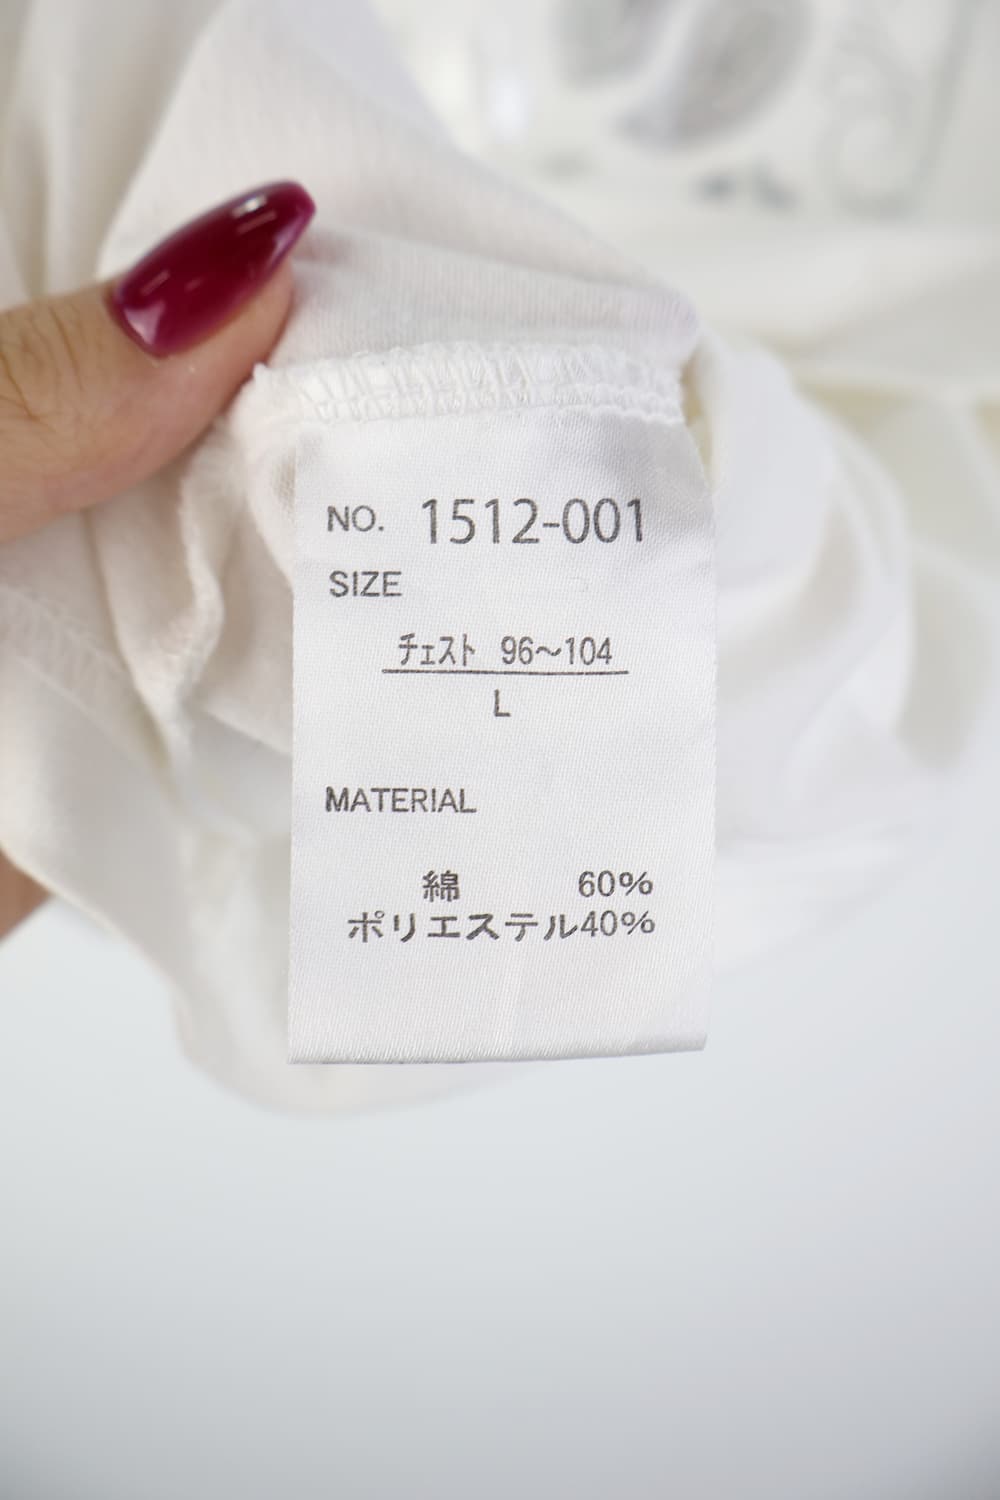 NO. 1512-001
SIZE
チェスト 96～104
L
MATERIAL
綿 60%
ポリエステル40%